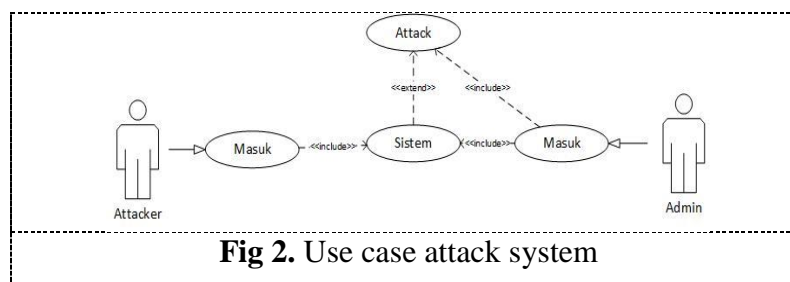 Attack
<<extend>>
<<include>>
Masuk
<<include>>
Sistem
<<include>>
Masuk
Attacker
Admin
Fig 2. Use case attack system